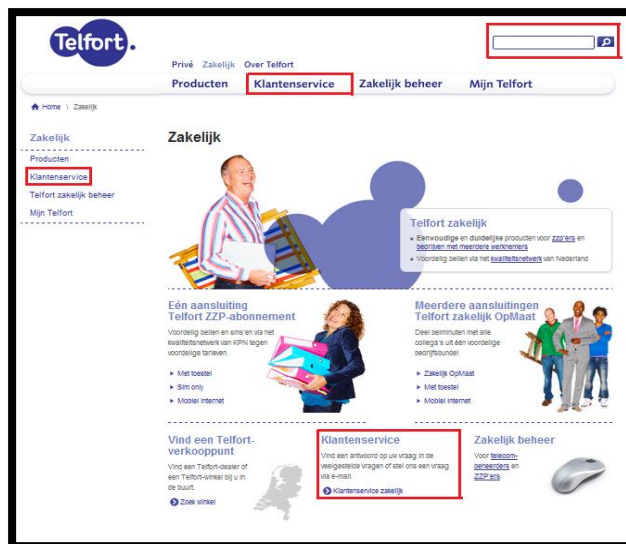 Telfort.
Privé Zakelijk Over Telfort
Producten Klantenservice Zakelijk beheer Mijn Telfort
Home \ Zakelijk
Zakelijk
Producten
Klantenservice
Telfort zakelijk beheer
Mijn Telfort
Zakelijk
Telfort zakelijk
Eenvoudige en duidelijke producten voor zzp'ers en
bedrijven met meerdere werknemers
Voordelig bellen via het kwaliteitsnetwerk van Nederland
Eén aansluiting
Telfort ZZP-abonnement
Voordelig bellen en sms'en via het
kwaliteitsnetwerk van KPN tegen
voordelige tarieven.
Met toestel
Sim only
Mobiel internet
Meerdere aansluitingen
Telfort zakelijk OpMaat
Deel belminuten met alle
collega's uit één voordelige
bedrijfsbundel
Zakelijk OpMaat
Met toestel
Mobiel internet
Vind een Telfort-
verkooppunt
Vind een Telfort-dealer of
een Telfort-winkel bij u in
de buurt.
Zoek winkel
Klantenservice
Vind een antwoord op uw vraag in de
veelgestelde vragen of stel ons een vraag
via e-mail.
Klantenservice zakelijk
Zakelijk beheer
Voor telecom-
beheerders en
ZZP'ers.